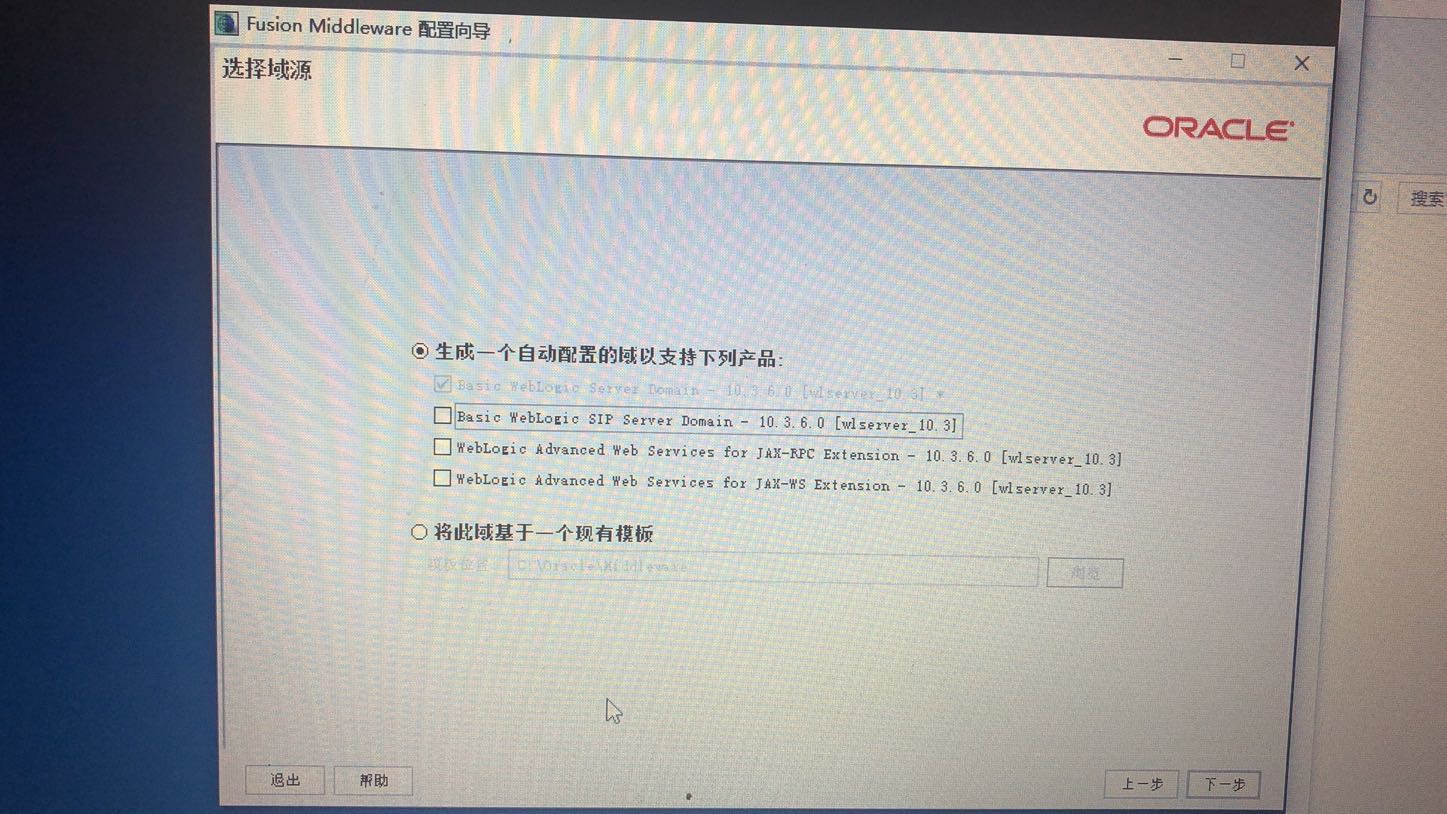 Fusion Middleware 配置向导
选择域源
ORACLE
搜索
生成一个自动配置的域以支持下列产品:
Basic WebLogic Server Domain - 10.3.6.0 [wlserver_10.3] *
Basic WebLogic SIP Server Domain - 10.3.6.0 [wlserver_10.3]
WebLogic Advanced Web Services for JAX-RPC Extension - 10.3.6.0 [wlserver_10.3]
WebLogic Advanced Web Services for JAX-WS Extension - 10.3.6.0 [wlserver_10.3]
将此域基于一个现有模板
模板位置: C:\Oracle\Middleware
浏览
退出 帮助 上一步 下一步